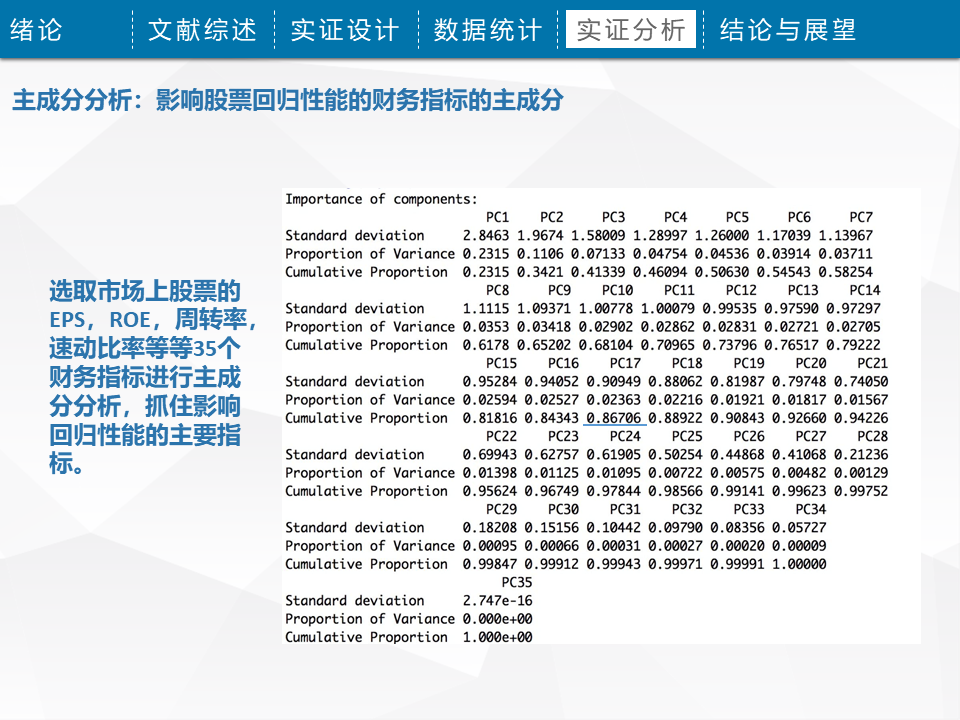 绪论 文献综述 实证设计 数据统计 实证分析 结论与展望
主成分分析：影响股票回归性能的财务指标的主成分
选取市场上股票的
EPS，ROE，周转率，
速动比率等等35个
财务指标进行主成
分分析，抓住影响
回归性能的主要指
标。
Importance of components:
PC1 PC2 PC3 PC4 PC5 PC6 PC7
Standard deviation 2.8463 1.9674 1.58009 1.28997 1.26000 1.17039 1.13967
Proportion of Variance 0.2315 0.1106 0.07133 0.04754 0.04536 0.03914 0.03711
Cumulative Proportion 0.2315 0.3421 0.41339 0.46094 0.50630 0.54543 0.58254
PC8 PC9 PC10 PC11 PC12 PC13 PC14
Standard deviation 1.1115 1.09371 1.00778 1.00079 0.99535 0.97590 0.97297
Proportion of Variance 0.0353 0.03418 0.02902 0.02862 0.02831 0.02721 0.02705
Cumulative Proportion 0.6178 0.65202 0.68104 0.70965 0.73796 0.76517 0.79222
PC15 PC16 PC17 PC18 PC19 PC20 PC21
Standard deviation 0.95284 0.94052 0.90949 0.88062 0.81987 0.79748 0.74050
Proportion of Variance 0.02594 0.02527 0.02363 0.02216 0.01921 0.01817 0.01567
Cumulative Proportion 0.81816 0.84343 0.86706 0.88922 0.90843 0.92660 0.94226
PC22 PC23 PC24 PC25 PC26 PC27 PC28
Standard deviation 0.69943 0.62757 0.61905 0.50254 0.44868 0.41068 0.21236
Proportion of Variance 0.01398 0.01125 0.01095 0.00722 0.00575 0.00482 0.00129
Cumulative Proportion 0.95624 0.96749 0.97844 0.98566 0.99141 0.99623 0.99752
PC29 PC30 PC31 PC32 PC33 PC34
Standard deviation 0.18208 0.15156 0.10442 0.09790 0.08356 0.05727
Proportion of Variance 0.00095 0.00066 0.00031 0.00027 0.00020 0.00009
Cumulative Proportion 0.99847 0.99912 0.99943 0.99971 0.99991 1.00000
PC35
Standard deviation 2.747e-16
Proportion of Variance 0.000e+00
Cumulative Proportion 1.000e+00